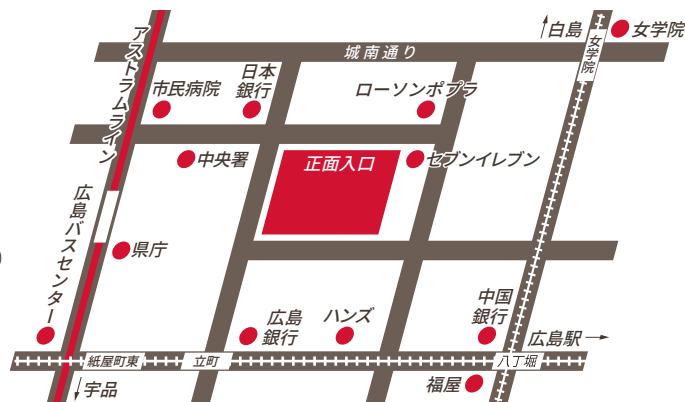 白島
女学院
アストラムライン
城南通り
女学院
日本
銀行
市民病院
ローソンポプラ
中央署
正面入口
セブンイレブン
広島バスセンター
県庁
中国
銀行
広島
銀行
ハンズ
広島駅
紙屋町東
立町
八丁堀
福屋
宇品